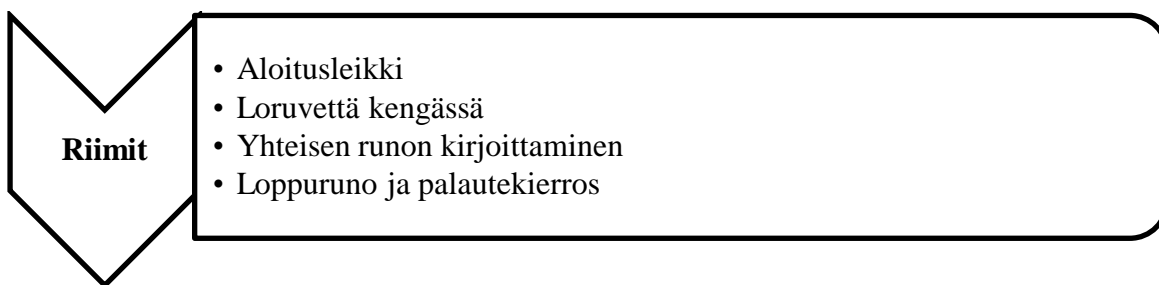 Riimit
• Aloitusleikki
• Loruvettä kengässä
• Yhteisen runon kirjoittaminen
• Loppuruno ja palautekierros